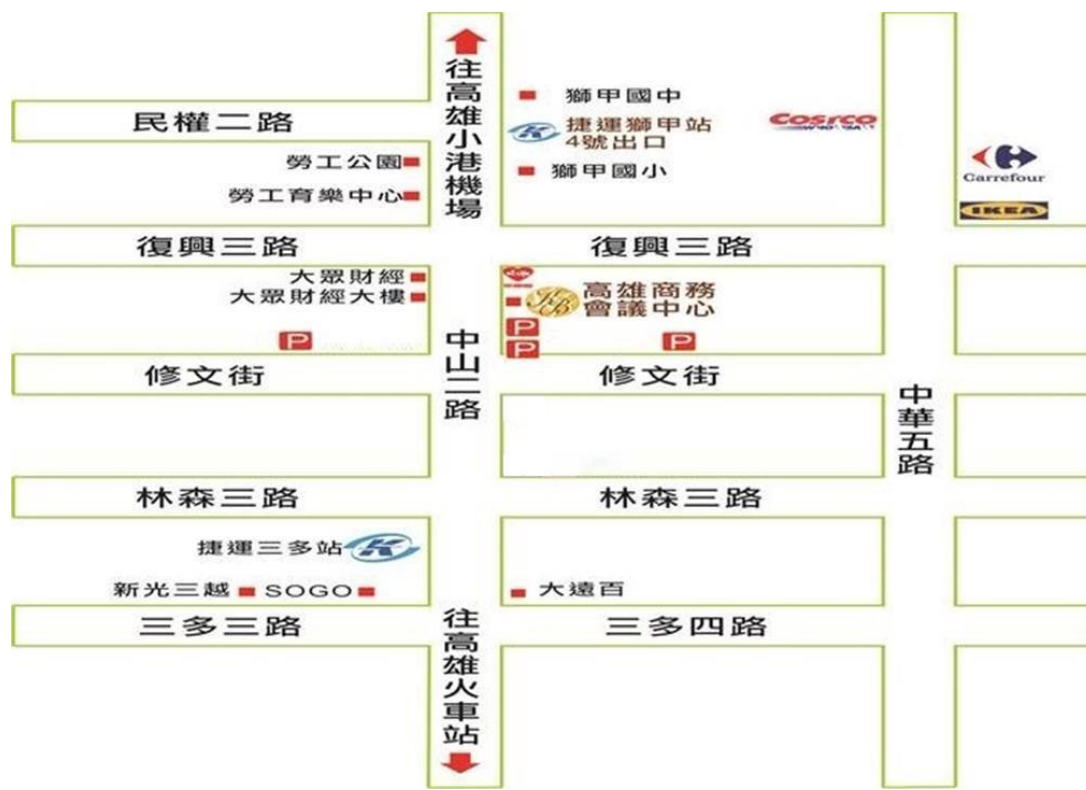 往高雄小港機場
獅甲國中
民權二路
捷運獅甲站
4號出口
Costco
勞工公園
獅甲國小
Carrefour
勞工育樂中心
IKEA
復興三路
復興三路
大眾財經
大眾財經大樓
KB
高雄商務
會議中心
P
P
P
P
中山二路
修文街
修文街
中華五路
林森三路
林森三路
捷運三多站
新光三越
SOGO
大遠百
三多三路
三多四路
往高雄火車站